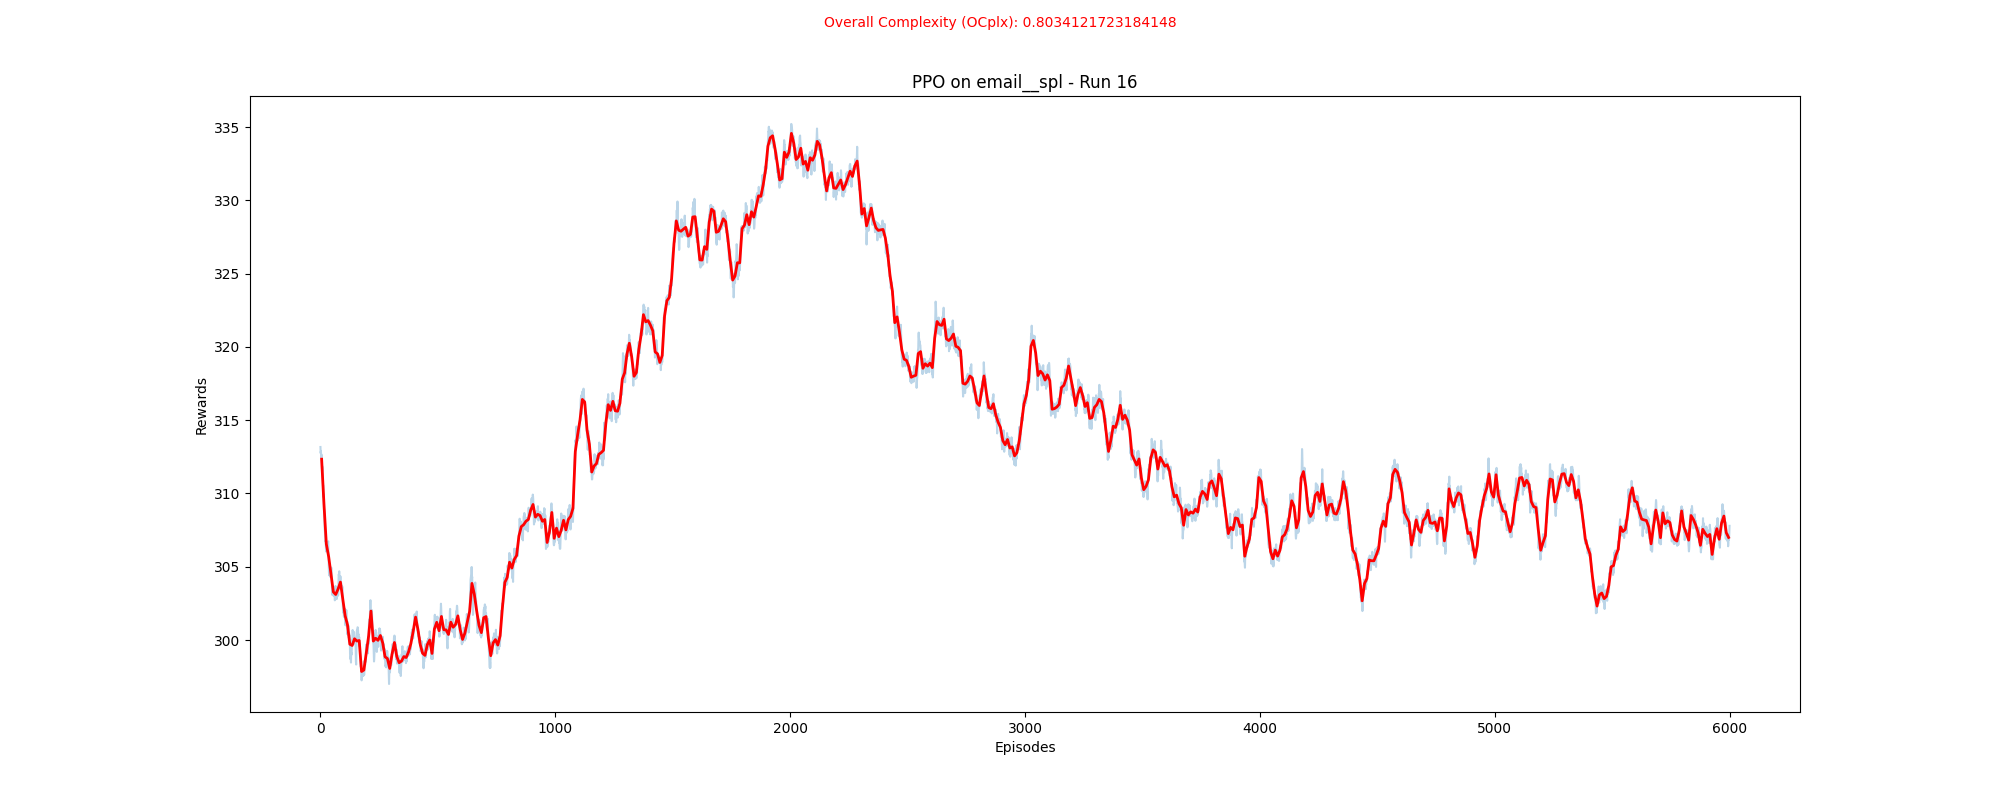 Overall Complexity (OCplx): 0.8034121723184148
PPO on email__spl - Run 16
335
330
325
320
315
310
305
300
Rewards
0 1000 2000 3000 4000 5000 6000
Episodes